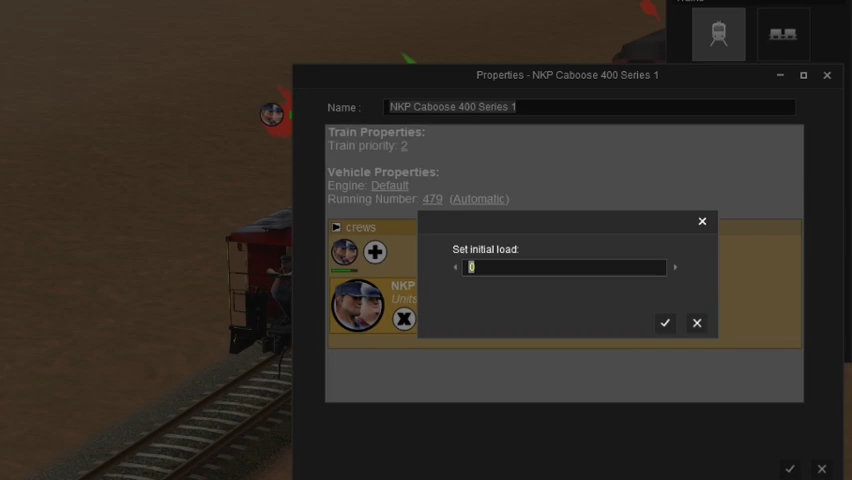 Properties - NKP Caboose 400 Series 1
Name :
NKP Caboose 400 Series 1
Train Properties:
Train priority: 2
Vehicle Properties:
Engine: Default
Running Number: 479 (Automatic)
crews
NKP
Units
Set initial load:
0